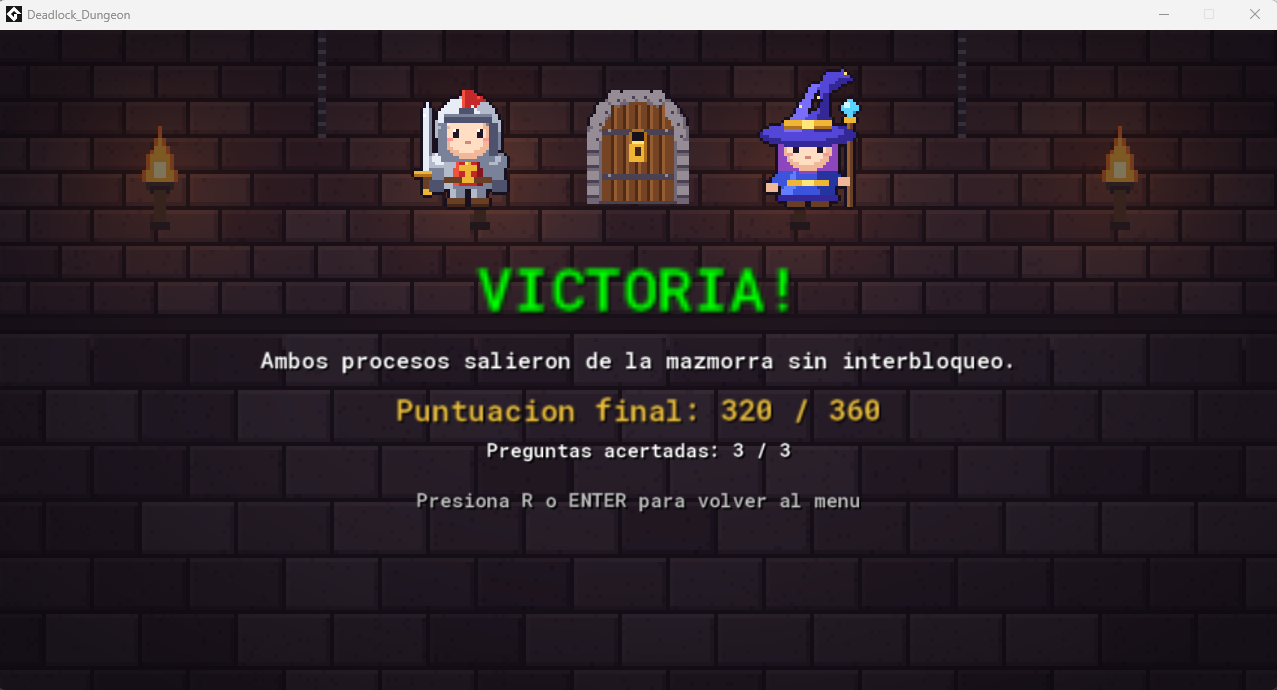 Deadlock_Dungeon
VICTORIA!
Ambos procesos salieron de la mazmorra sin interbloqueo.
Puntuacion final: 320 / 360
Preguntas acertadas: 3 / 3
Presiona R o ENTER para volver al menu